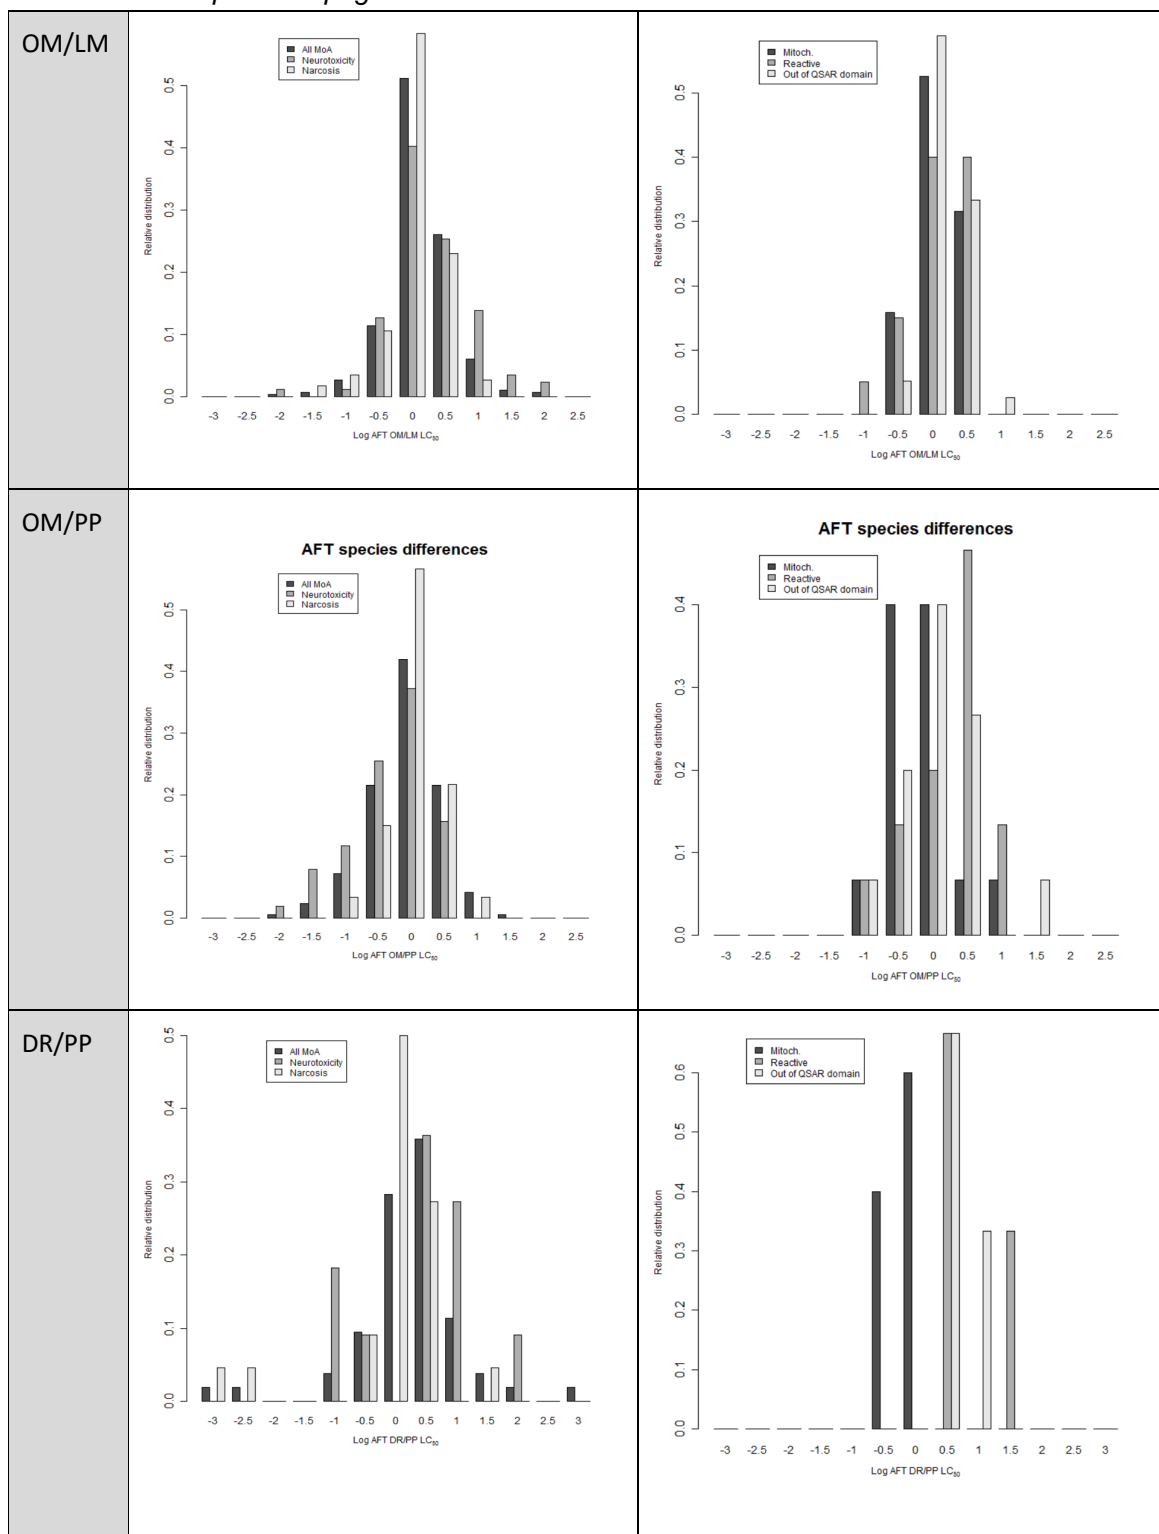 OM/LM
All MoA
Neurotoxicity
Narcosis
Relative distribution
0.0 0.1 0.2 0.3 0.4 0.5
-3 -2.5 -2 -1.5 -1 -0.5 0 0.5 1 1.5 2 2.5
Log AFT OM/LM LC50
Mitoch.
Reactive
Out of QSAR domain
Relative distribution
0.0 0.1 0.2 0.3 0.4 0.5
-3 -2.5 -2 -1.5 -1 -0.5 0 0.5 1 1.5 2 2.5
Log AFT OM/LM LC50
OM/PP
AFT species differences
All MoA
Neurotoxicity
Narcosis
Relative distribution
0.0 0.1 0.2 0.3 0.4 0.5
-3 -2.5 -2 -1.5 -1 -0.5 0 0.5 1 1.5 2 2.5
Log AFT OM/PP LC50
AFT species differences
Mitoch.
Reactive
Out of QSAR domain
Relative distribution
0.0 0.1 0.2 0.3 0.4
-3 -2.5 -2 -1.5 -1 -0.5 0 0.5 1 1.5 2 2.5
Log AFT OM/PP LC50
DR/PP
All MoA
Neurotoxicity
Narcosis
Relative distribution
0.0 0.1 0.2 0.3 0.4 0.5
-3 -2.5 -2 -1.5 -1 -0.5 0 0.5 1 1.5 2 2.5 3
Log AFT DR/PP LC50
Mitoch.
Reactive
Out of QSAR domain
Relative distribution
0.0 0.1 0.2 0.3 0.4 0.5 0.6
-3 -2.5 -2 -1.5 -1 -0.5 0 0.5 1 1.5 2 2.5 3
Log AFT DR/PP LC50